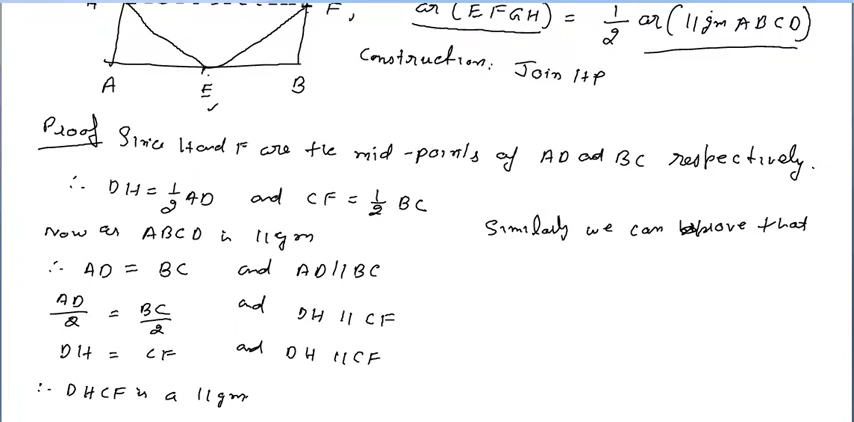 F,
ar(EFGH) = 1/2 ar(||gm ABCD)
Construction: Join HF
A E B
Proof Since H and F are the mid-points of AD ad BC respectively.
∴ DH = 1/2 AD and CF = 1/2 BC
Now as ABCD is ||gm
Similarly we can prove that
∴ AD = BC and AD||BC
AD/2 = BC/2 and DH || CF
DH = CF and DH ||CF
∴ DHCF is a ||gm